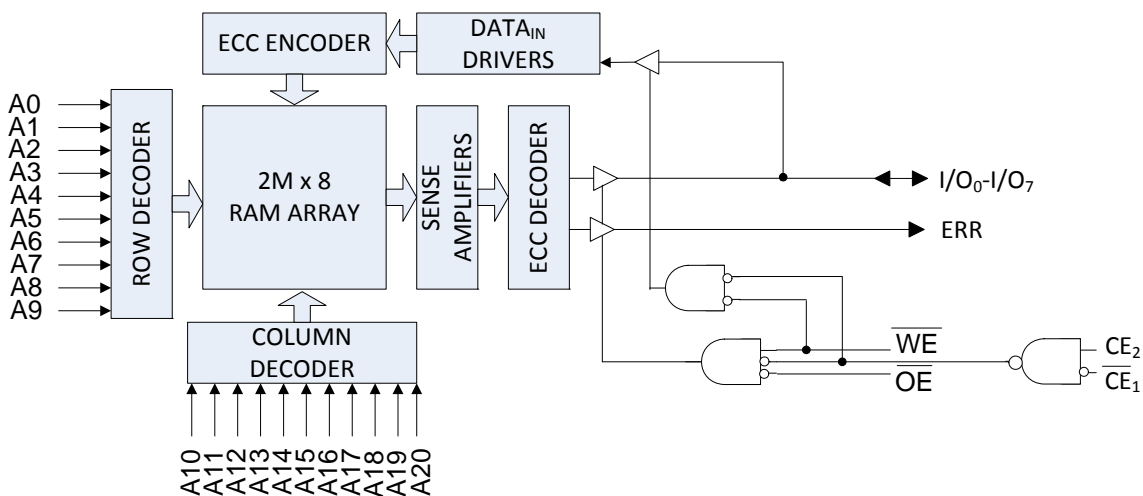 ECC ENCODER
DATAIN
DRIVERS
A0
A1
A2
A3
A4
A5
A6
A7
A8
A9
ROW DECODER
2M x 8
RAM ARRAY
SENSE
AMPLIFIERS
ECC DECODER
I/O0-I/O7
ERR
COLUMN
DECODER
WE
OE
CE2
CE1
A10
A11
A12
A13
A14
A15
A16
A17
A18
A19
A20